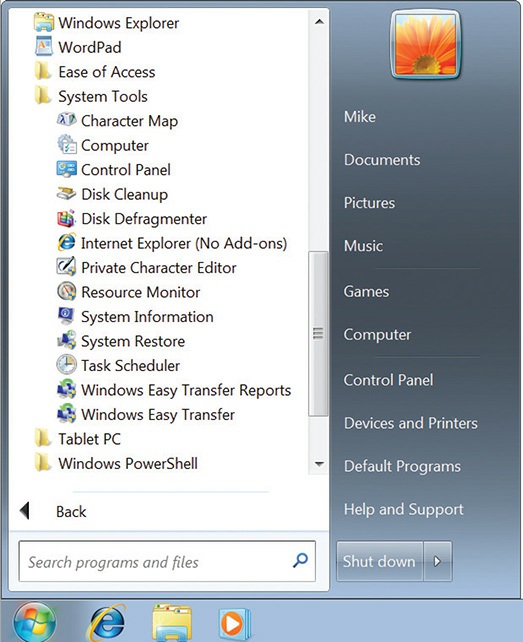 Windows Explorer
WordPad
Ease of Access
System Tools
Character Map
Computer
Control Panel
Disk Cleanup
Disk Defragmenter
Internet Explorer (No Add-ons)
Private Character Editor
Resource Monitor
System Information
System Restore
Task Scheduler
Windows Easy Transfer Reports
Windows Easy Transfer
Tablet PC
Windows PowerShell
Back
Search programs and files
Mike
Documents
Pictures
Music
Games
Computer
Control Panel
Devices and Printers
Default Programs
Help and Support
Shut down